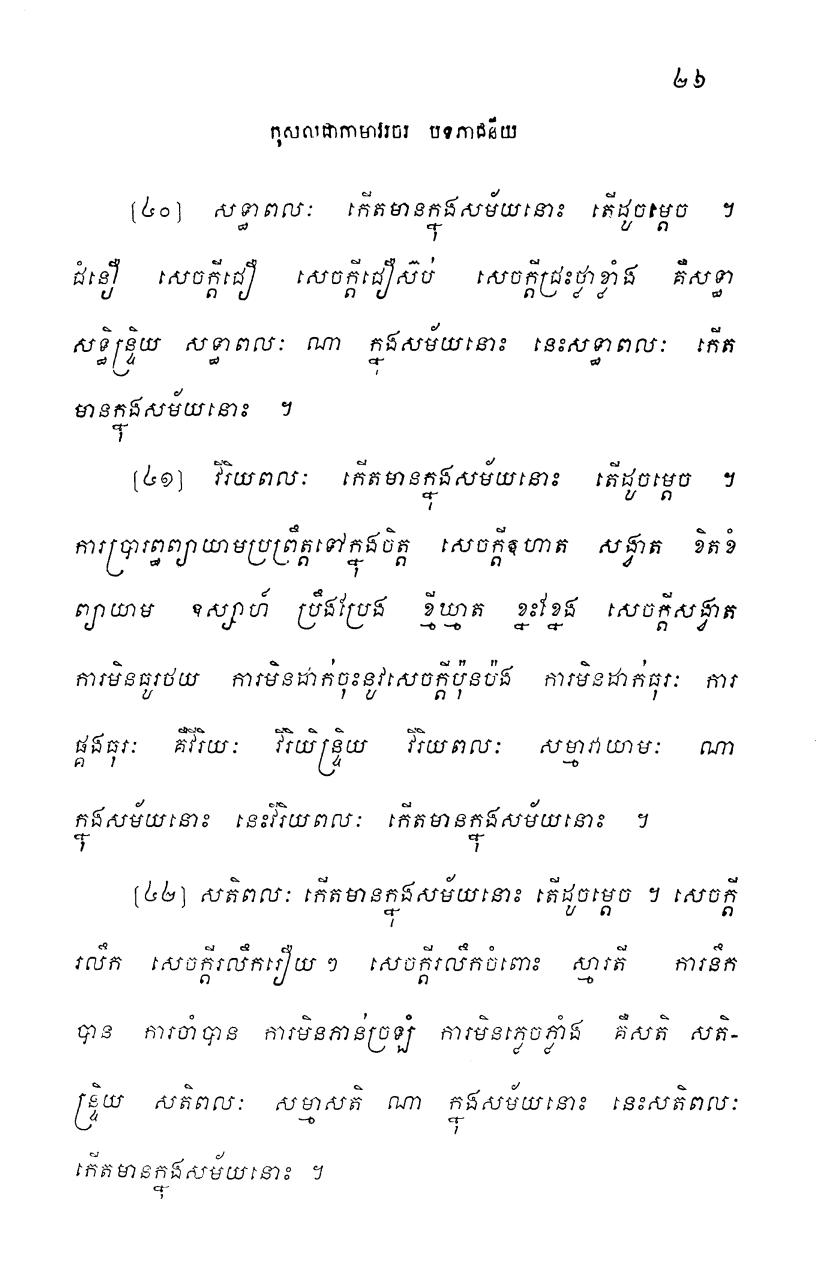 ២៦
កុសលជាកាមាវរចរ បទភាជនីយ
(៤០) សទ្ធាពលៈ កើតមានក្នុងសម័យនោះ តើដូចម្តេច ។
ជំនឿ សេចក្តីជឿ សេចក្តីជឿស៊ប់ សេចក្តីជ្រះថ្លាខ្លាំង គឺសទ្ធា
សទ្ធិន្ទ្រិយ សទ្ធាពលៈ ណា ក្នុងសម័យនោះ នេះសទ្ធាពលៈ កើត
មានក្នុងសម័យនោះ ។
(៤១) វីរិយពលៈ កើតមានក្នុងសម័យនោះ តើដូចម្តេច ។
ការប្រារព្ធព្យាយាមប្រព្រឹត្តទៅក្នុងចិត្ត សេចក្តីឧហាត សង្វាត ខិតខំ
ព្យាយាម ឧស្សាហ៍ ប្រឹងប្រែង ខ្មីឃ្មាត ខ្នះខ្នែង សេចក្តីសង្វាត
ការមិនធូរថយ ការមិនដាក់ចុះនូវសេចក្តីប៉ុនប៉ង ការមិនដាក់ធុរៈ ការ
ផ្គងធុរៈ គឺវីរិយៈ វីរិយិន្ទ្រិយ វីរិយពលៈ សម្មាវាយាមៈ ណា
ក្នុងសម័យនោះ នេះវីរិយពលៈ កើតមានក្នុងសម័យនោះ ។
(៤២) សតិពលៈ កើតមានក្នុងសម័យនោះ តើដូចម្តេច ។ សេចក្តី
រលឹក សេចក្តីរលឹករឿយ ៗ សេចក្តីរលឹកចំពោះ ស្មារតី ការនឹក
បាន ការចាំបាន ការមិនភាន់ច្រឡំ ការមិនភ្លេចភ្លាំង គឺសតិ សតិ-
ន្ទ្រិយ សតិពលៈ សម្មាសតិ ណា ក្នុងសម័យនោះ នេះសតិពលៈ
កើតមានក្នុងសម័យនោះ ។